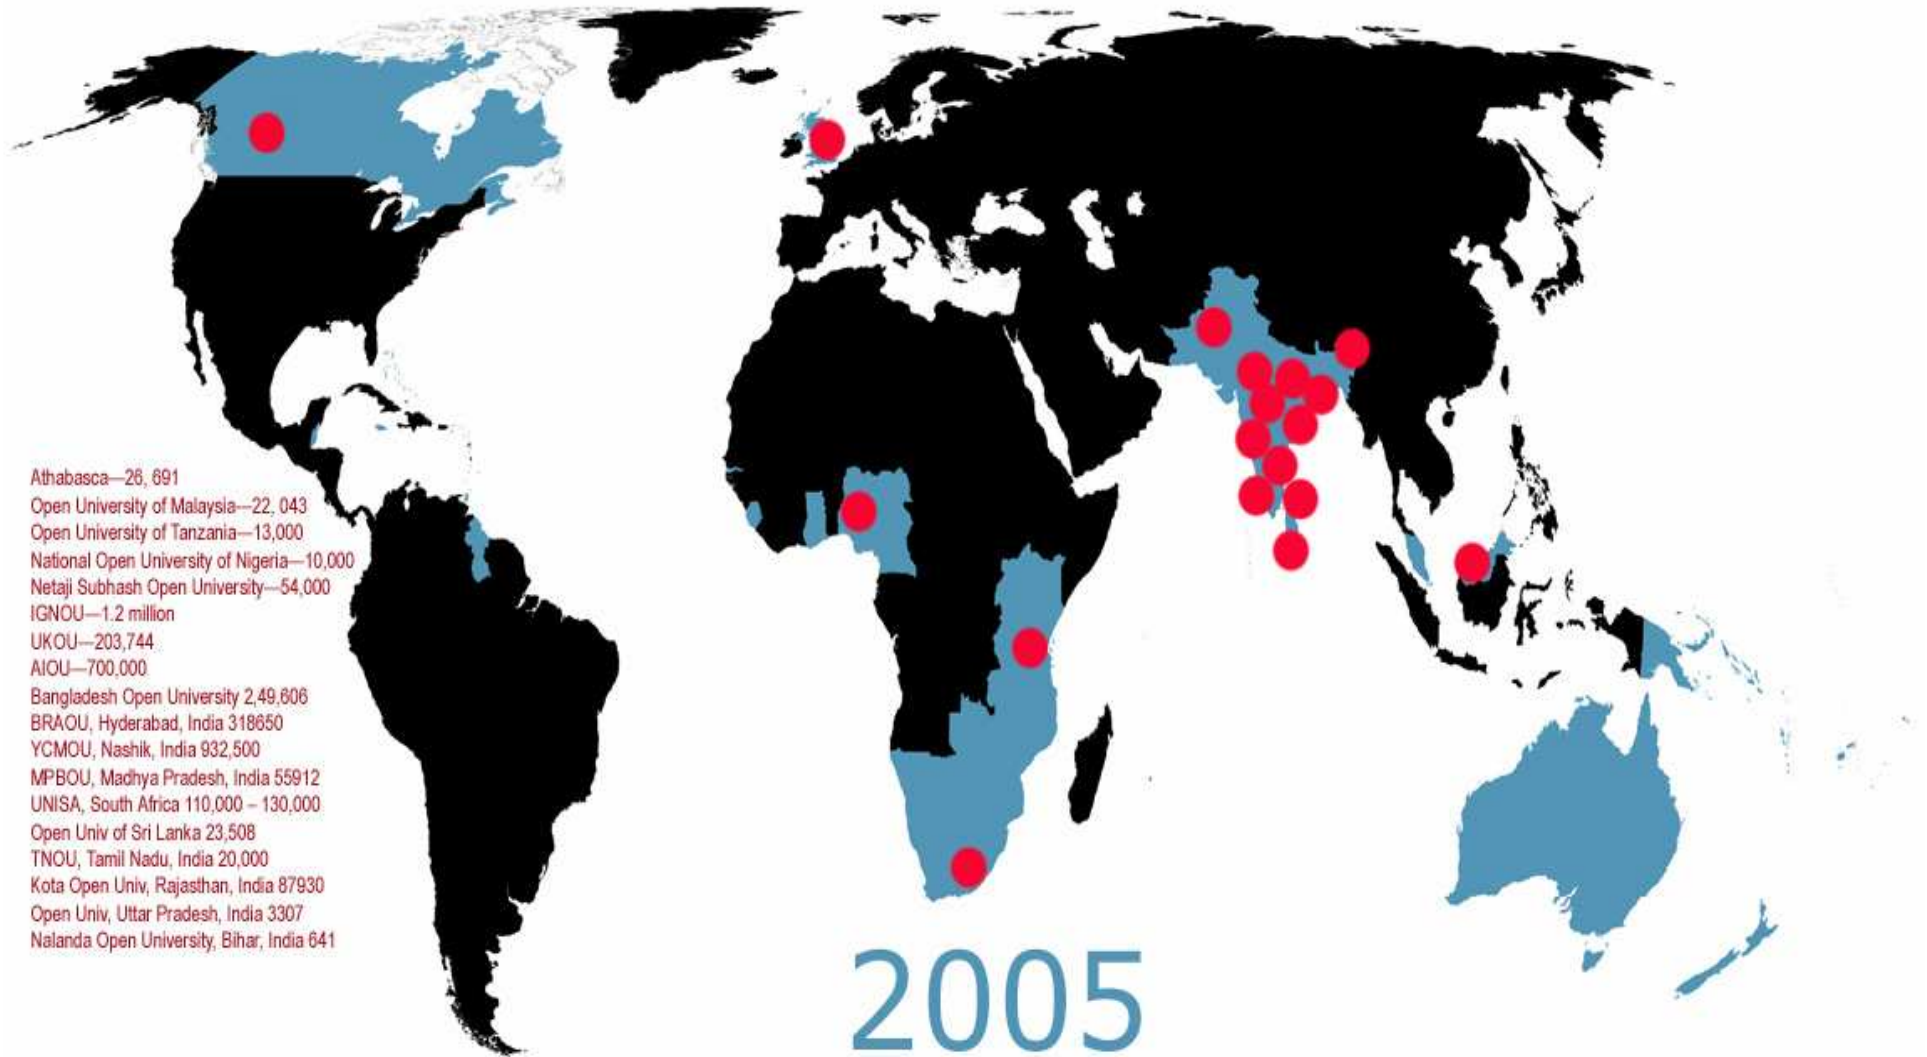 Athabasca—26, 691
Open University of Malaysia—22, 043
Open University of Tanzania—13,000
National Open University of Nigeria—10,000
Netaji Subhash Open University—54,000
IGNOU—1.2 million
UKOU—203,744
AIOU—700,000
Bangladesh Open University 2,49,606
BRAOU, Hyderabad, India 318650
YCMOU, Nashik, India 932,500
MPBOU, Madhya Pradesh, India 55912
UNISA, South Africa 110,000 – 130,000
Open Univ of Sri Lanka 23,508
TNOU, Tamil Nadu, India 20,000
Kota Open Univ, Rajasthan, India 87930
Open Univ, Uttar Pradesh, India 3307
Nalanda Open University, Bihar, India 641
2005